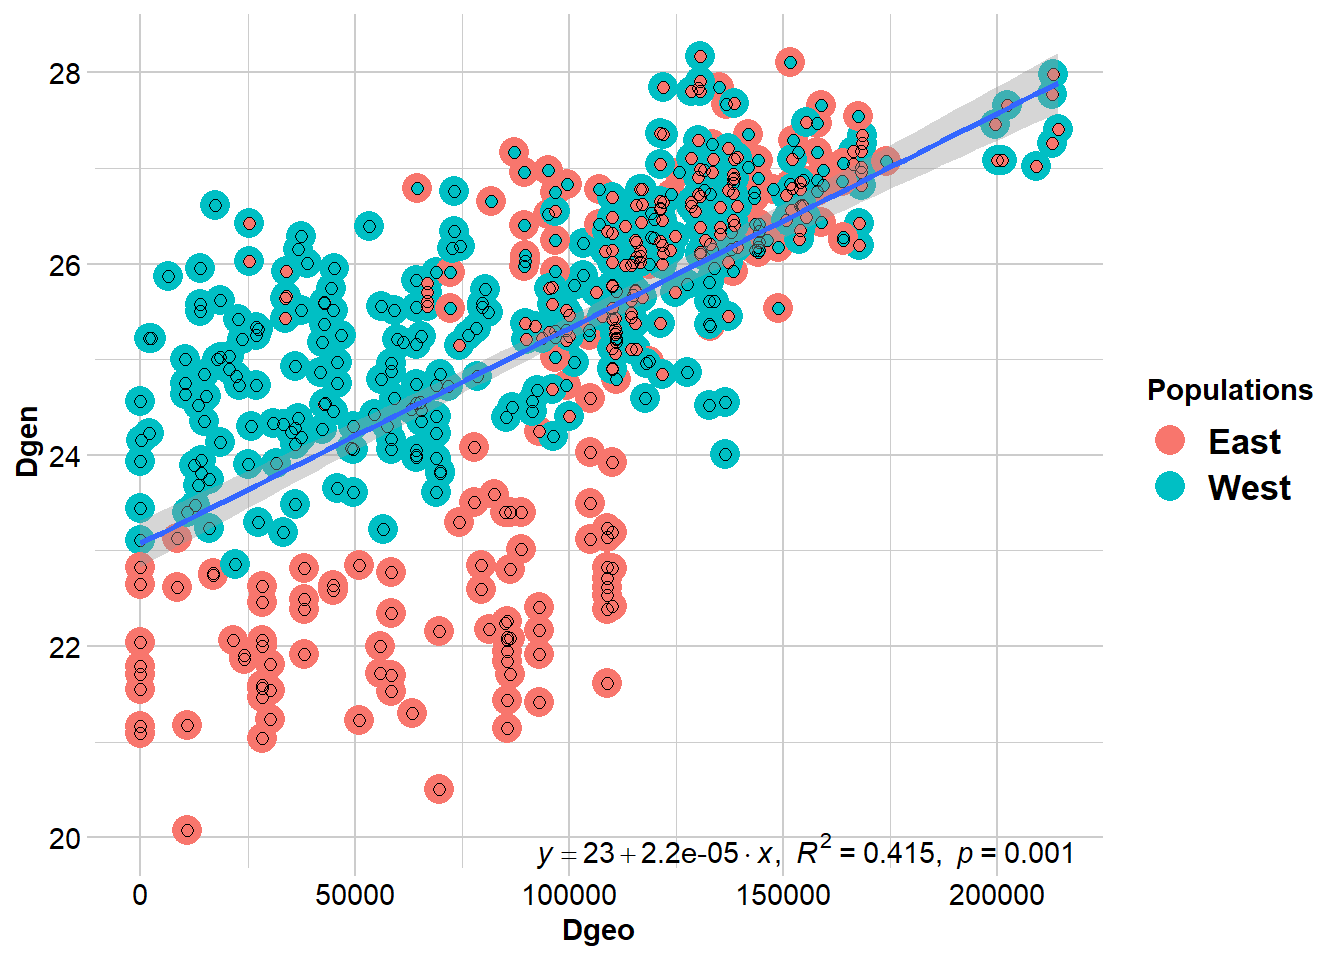 28
26
24
22
20
Dgen
y = 23 + 2.2e-05 · x, R² = 0.415, p = 0.001
0 50000 100000 150000 200000
Dgeo
Populations
East
West